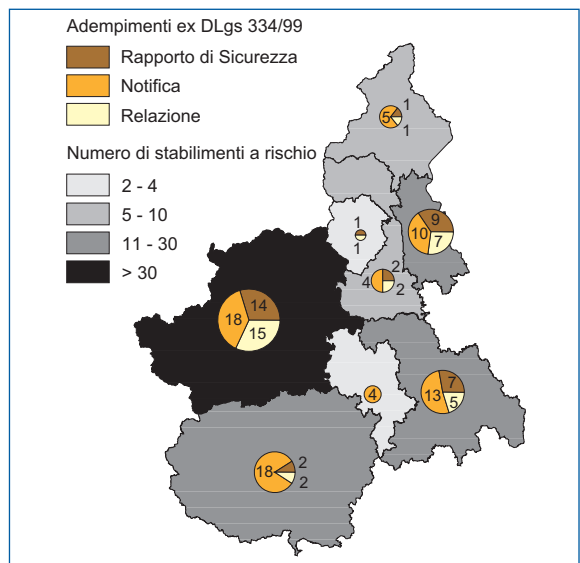 Adempimenti ex DLgs 334/99
Rapporto di Sicurezza
Notifica
Relazione
Numero di stabilimenti a rischio
2 - 4
5 - 10
11 - 30
> 30
5
1
1
9
10
7
1
1
2
4
2
14
18
15
4
7
13
5
18
2
2